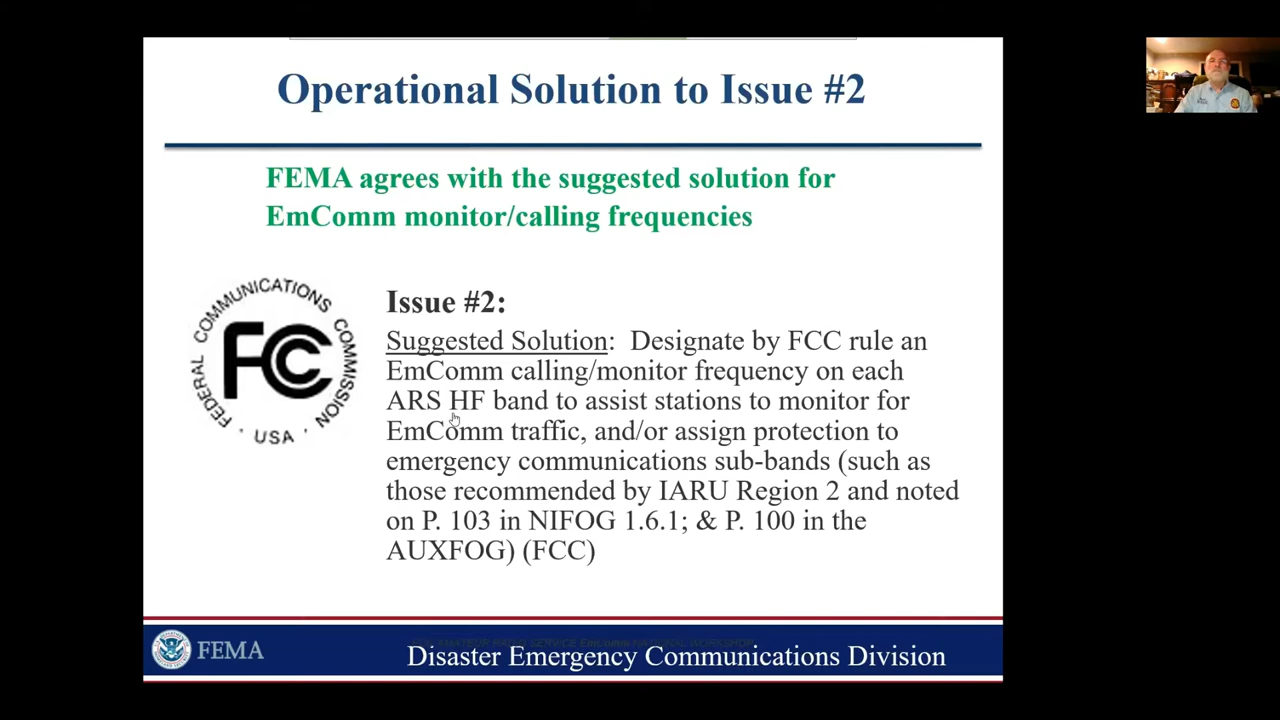 Operational Solution to Issue #2
FEMA agrees with the suggested solution for
EmComm monitor/calling frequencies
FEDERAL COMMUNICATIONS COMMISSION
FCC
· USA ·
Issue #2:
Suggested Solution: Designate by FCC rule an
EmComm calling/monitor frequency on each
ARS HF band to assist stations to monitor for
EmComm traffic, and/or assign protection to
emergency communications sub-bands (such as
those recommended by IARU Region 2 and noted
on P. 103 in NIFOG 1.6.1; & P. 100 in the
AUXFOG) (FCC)
FEMA
Disaster Emergency Communications Division